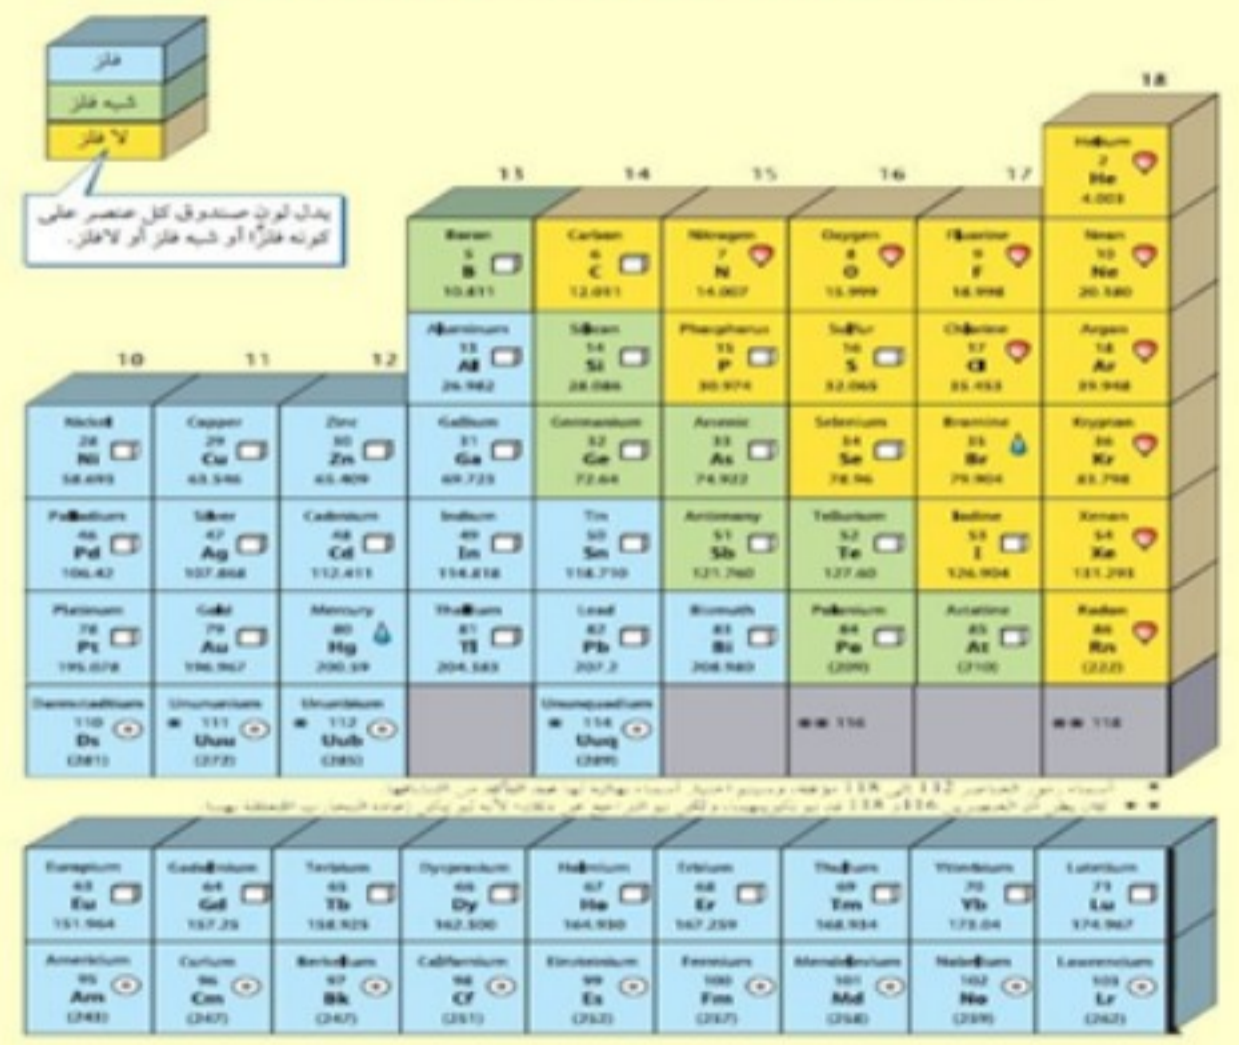 فلز
شبه فلز
لا فلز
يدل لون صندوق كل عنصر على
كونه فلزًّا أو شبه فلز أو لافلز.
18
Helium
2
He
4.003
13 14 15 16 17
Boron Carbon Nitrogen Oxygen Fluorine Neon
5 6 7 8 9 10
B C N O F Ne
10.811 12.011 14.007 15.999 18.998 20.180
Aluminum Silicon Phosphorus Sulfur Chlorine Argon
13 14 15 16 17 18
Al Si P S Cl Ar
26.982 28.086 30.974 32.065 35.453 39.948
10 11 12
Nickel Copper Zinc Gallium Germanium Arsenic Selenium Bromine Krypton
28 29 30 31 32 33 34 35 36
Ni Cu Zn Ga Ge As Se Br Kr
58.693 63.546 65.409 69.723 72.64 74.922 78.96 79.904 83.798
Palladium Silver Cadmium Indium Tin Antimony Tellurium Iodine Xenon
46 47 48 49 50 51 52 53 54
Pd Ag Cd In Sn Sb Te I Xe
106.42 107.868 112.411 114.818 118.710 121.760 127.60 126.904 131.293
Platinum Gold Mercury Thallium Lead Bismuth Polonium Astatine Radon
78 79 80 81 82 83 84 85 86
Pt Au Hg Tl Pb Bi Po At Rn
195.078 196.967 200.59 204.383 207.2 208.980 (209) (210) (222)
Darmstadtium Unununium Ununbium Ununquadium
110 * 111 * 112 * 114 ** 116 ** 118
Ds Uuu Uub Uuq
(281) (272) (285) (289)
Europium Gadolinium Terbium Dysprosium Holmium Erbium Thulium Ytterbium Lutetium
63 64 65 66 67 68 69 70 71
Eu Gd Tb Dy Ho Er Tm Yb Lu
151.964 157.25 158.925 162.500 164.930 167.259 168.934 173.04 174.967
Americium Curium Berkelium Californium Einsteinium Fermium Mendelevium Nobelium Lawrencium
95 96 97 98 99 100 101 102 103
Am Cm Bk Cf Es Fm Md No Lr
(243) (247) (247) (251) (252) (257) (258) (259) (262)